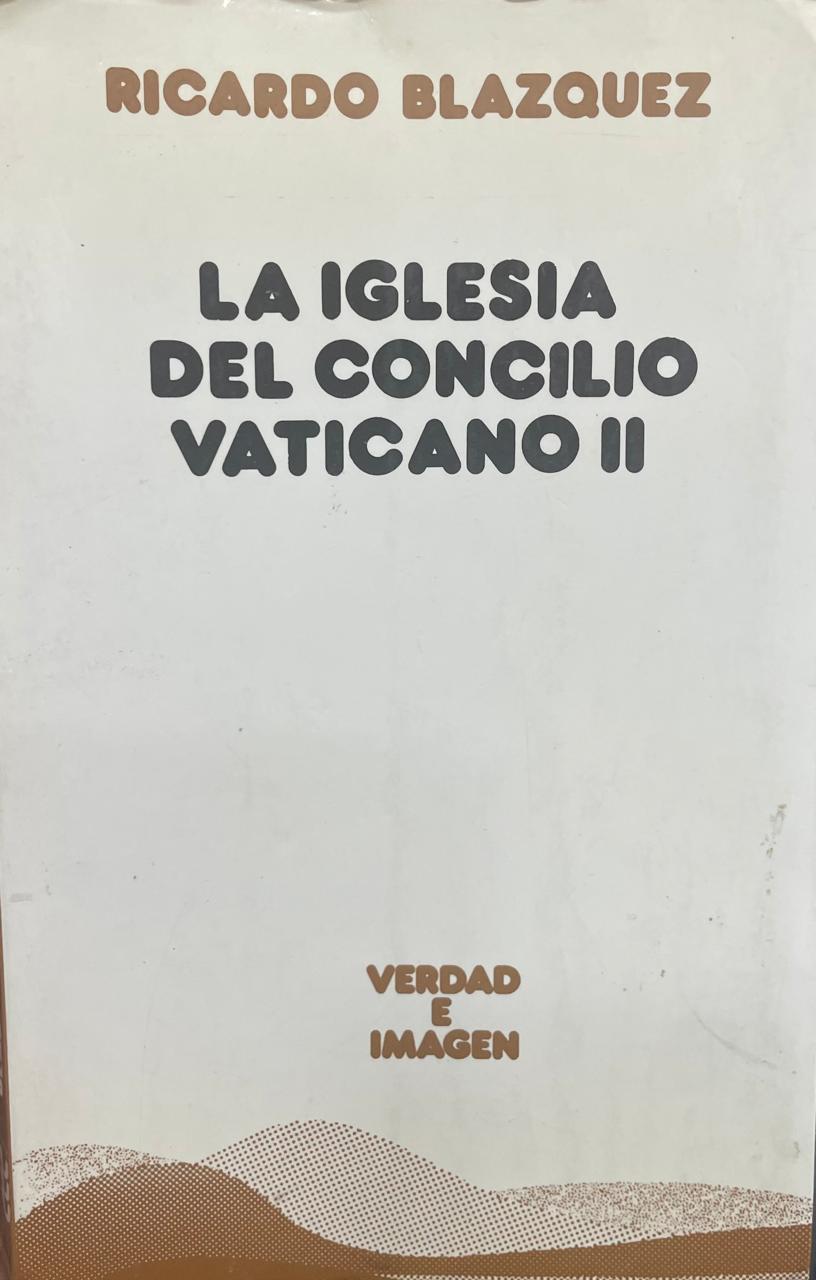 RICARDO BLAZQUEZ
LA IGLESIA
DEL CONCILIO
VATICANO II
VERDAD
E
IMAGEN